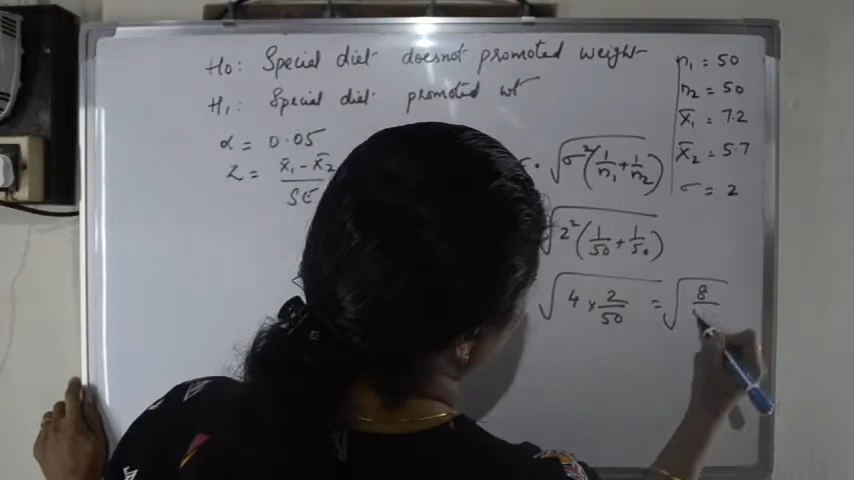 H₀: Special diet doesnot promoted weight
H₁: Special diet promoted wt
α = 0.05
Z = x̄₁ - x̄₂ / SE
√σ²(1/n₁ + 1/n₂)
√2²(1/50 + 1/50)
√4 × 2/50 = √8/
n₁ = 50
n₂ = 50
x̄₁ = 7.2
x̄₂ = 5.7
σ = 2